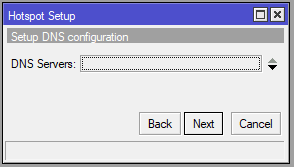 Hotspot Setup
Setup DNS configuration
DNS Servers:
Back Next Cancel